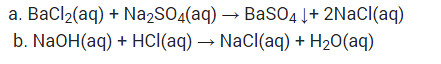 a. BaCl₂(aq) + Na₂SO₄(aq) → BaSO₄ ↓+ 2NaCl(aq)
b. NaOH(aq) + HCl(aq) → NaCl(aq) + H₂O(aq)